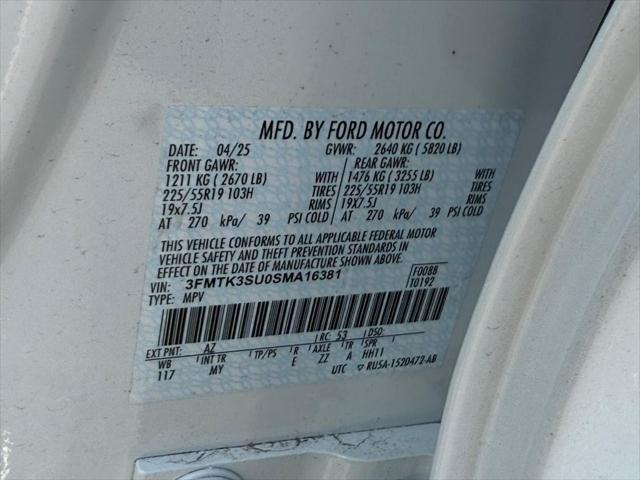 MFD. BY FORD MOTOR CO.
DATE: 04/25 GVWR: 2640 KG ( 5820 LB)
FRONT GAWR: REAR GAWR:
1211 KG ( 2670 LB) WITH 1476 KG ( 3255 LB) WITH
225/55R19 103H TIRES 225/55R19 103H TIRES
19x7.5J RIMS 19X7.5J RIMS
AT 270 kPa/ 39 PSI COLD AT 270 kPa/ 39 PSI COLD
THIS VEHICLE CONFORMS TO ALL APPLICABLE FEDERAL MOTOR
VEHICLE SAFETY AND THEFT PREVENTION STANDARDS IN
EFFECT ON THE DATE OF MANUFACTURE SHOWN ABOVE.
VIN: 3FMTK3SU0SMA16381 F0088
TYPE: MPV T0192
EXT PNT: AZ RC: 53 DSO:
WB INT TR TP/PS R AXLE TR SPR
117 MY E ZZ A HH11
UTC RU5A-1520472-AB